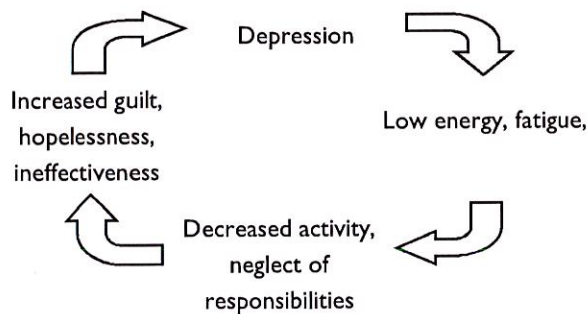 Depression
Low energy, fatigue,
Decreased activity,
neglect of
responsibilities
Increased guilt,
hopelessness,
ineffectiveness